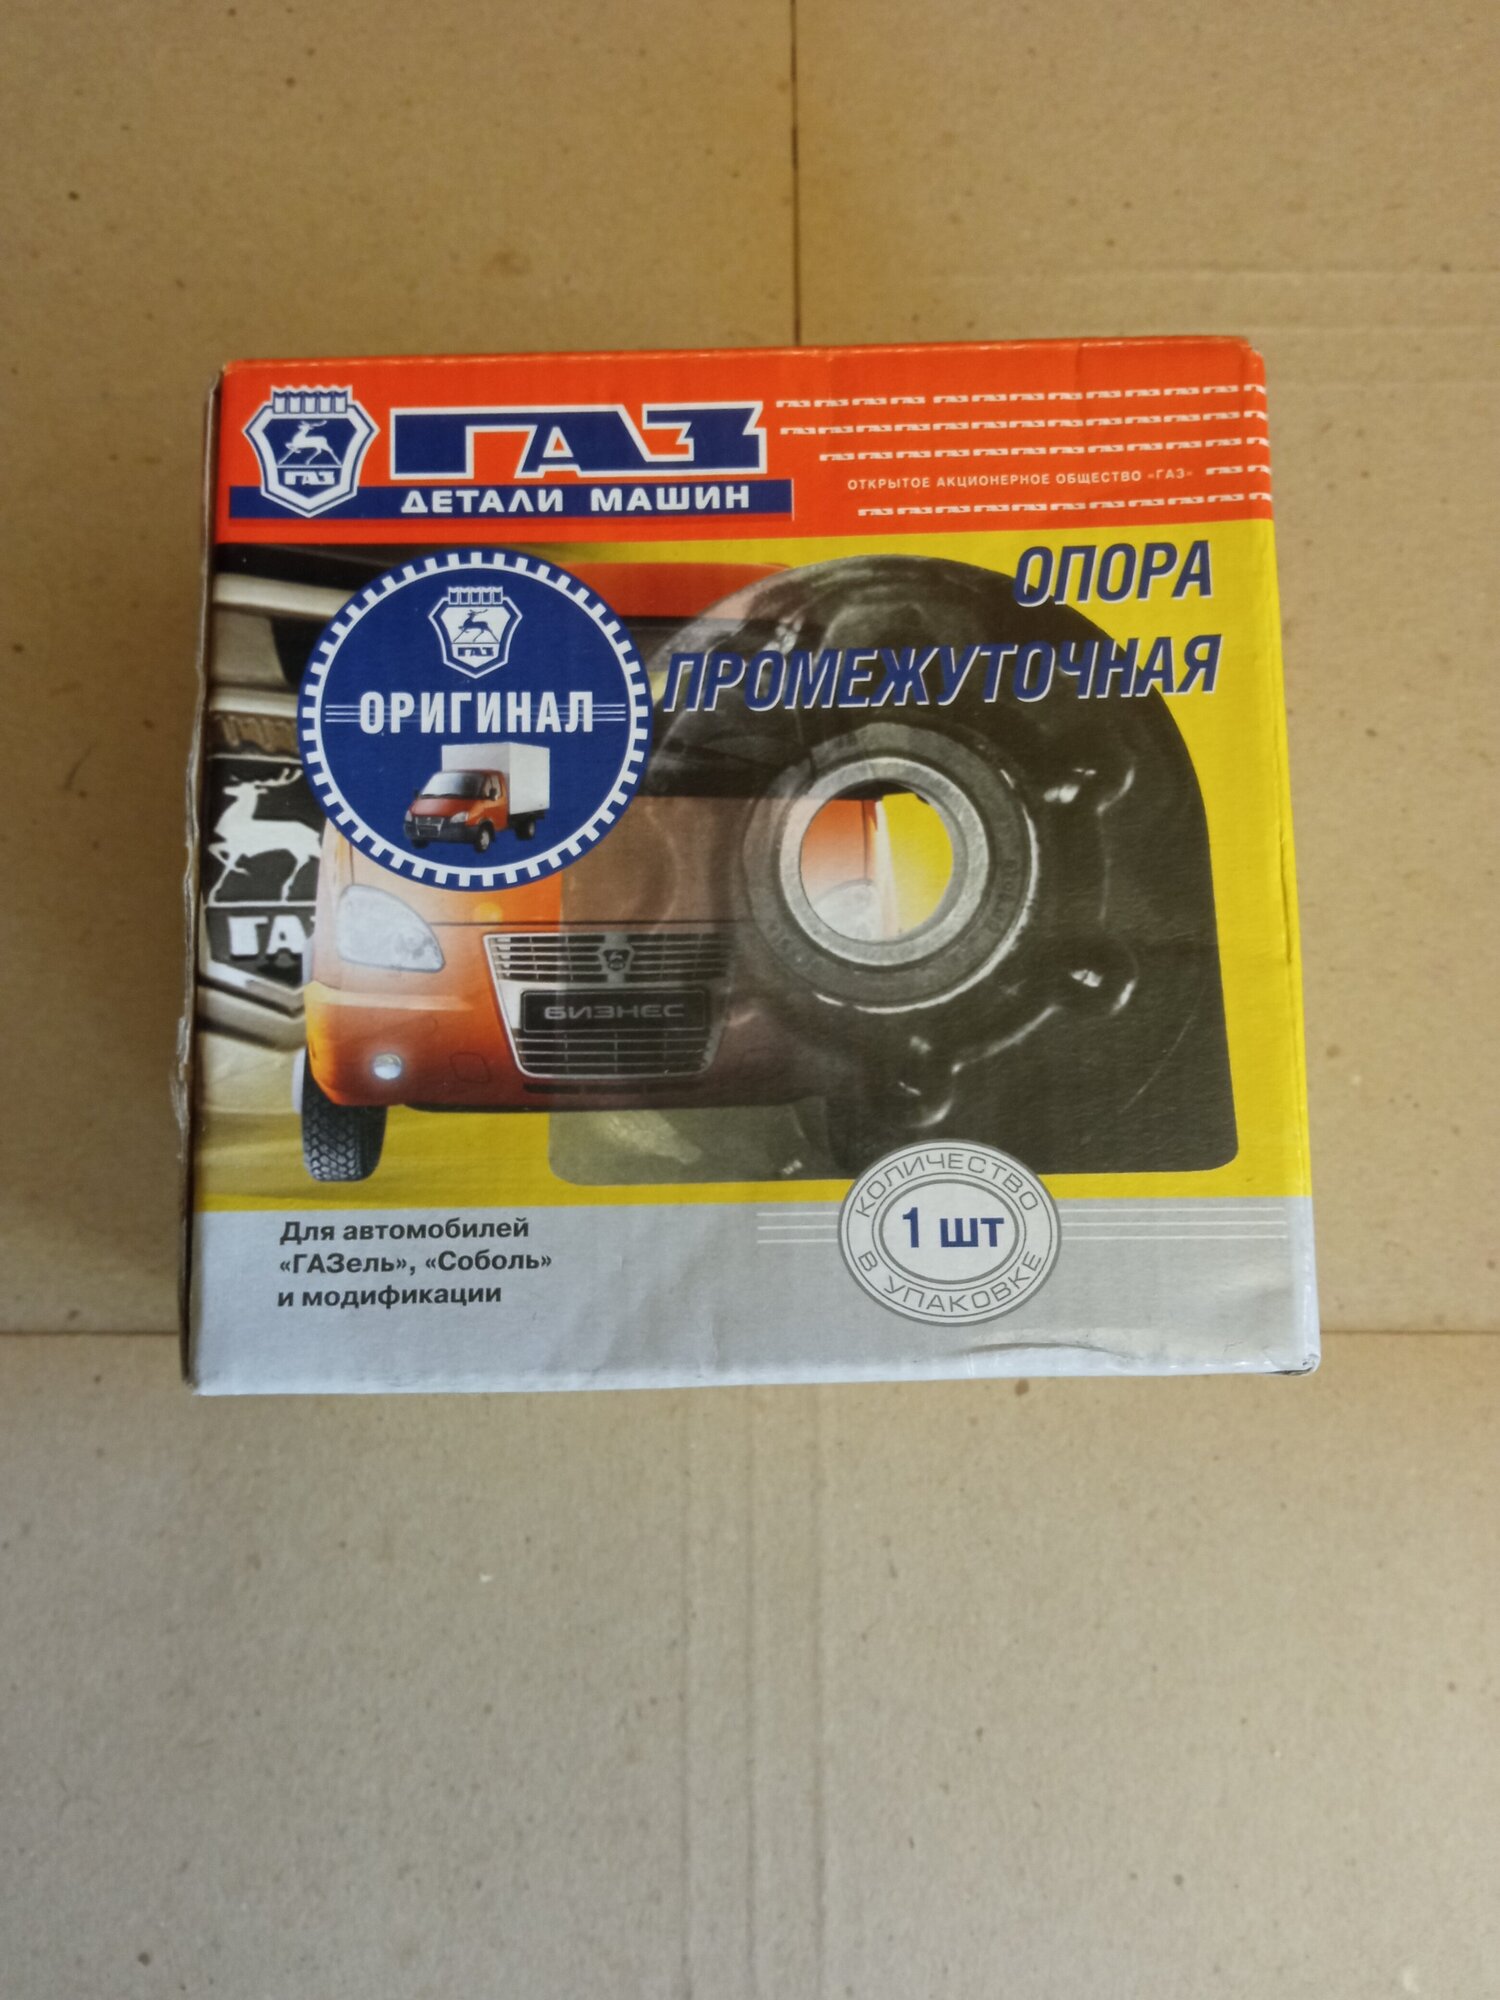 ГАЗ
ГАЗ
ДЕТАЛИ МАШИН
ОТКРЫТОЕ АКЦИОНЕРНОЕ ОБЩЕСТВО «ГАЗ»
ОПОРА
ПРОМЕЖУТОЧНАЯ
ГАЗ
ОРИГИНАЛ
ГАЗ
БИЗНЕС
Для автомобилей
«ГАЗель», «Соболь»
и модификации
КОЛИЧЕСТВО
1 шт
В УПАКОВКЕ